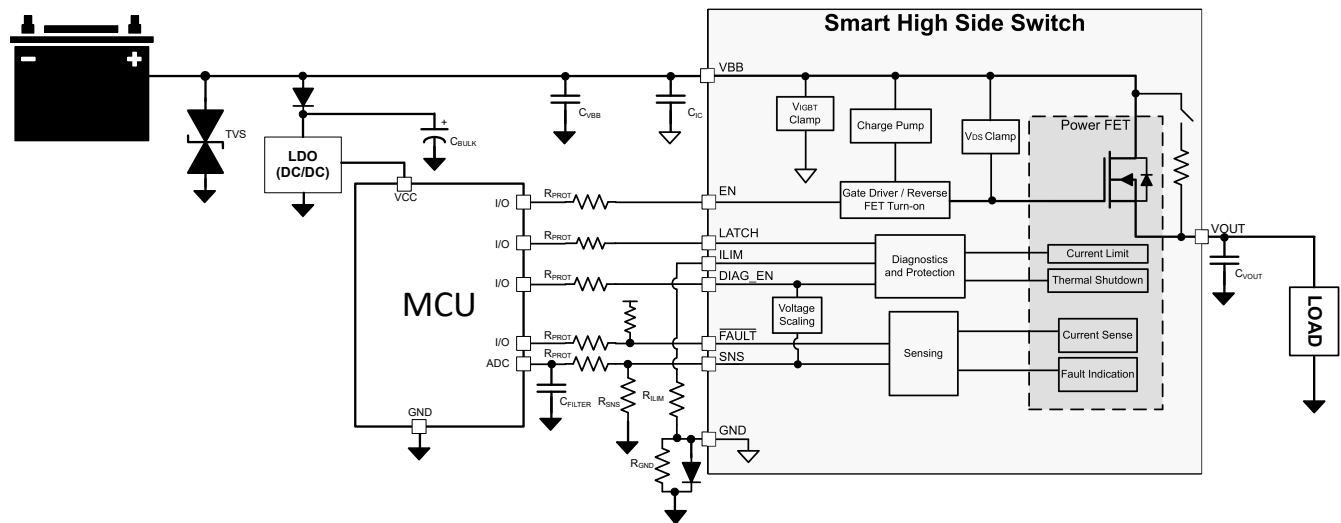 Smart High Side Switch
VBB
TVS
LDO
(DC/DC)
CBULK
CVBB
CIC
VIGBT
Clamp
Charge Pump
VDS Clamp
Power FET
VCC
I/O
RPROT
EN
Gate Driver / Reverse
FET Turn-on
I/O
RPROT
LATCH
ILIM
Diagnostics
and Protection
Current Limit
VOUT
CVOUT
I/O
RPROT
DIAG_EN
Thermal Shutdown
MCU
Voltage
Scaling
LOAD
I/O
RPROT
FAULT
Current Sense
ADC
RPROT
SNS
Sensing
Fault Indication
CFILTER
RSNS
RILIM
GND
GND
RGND